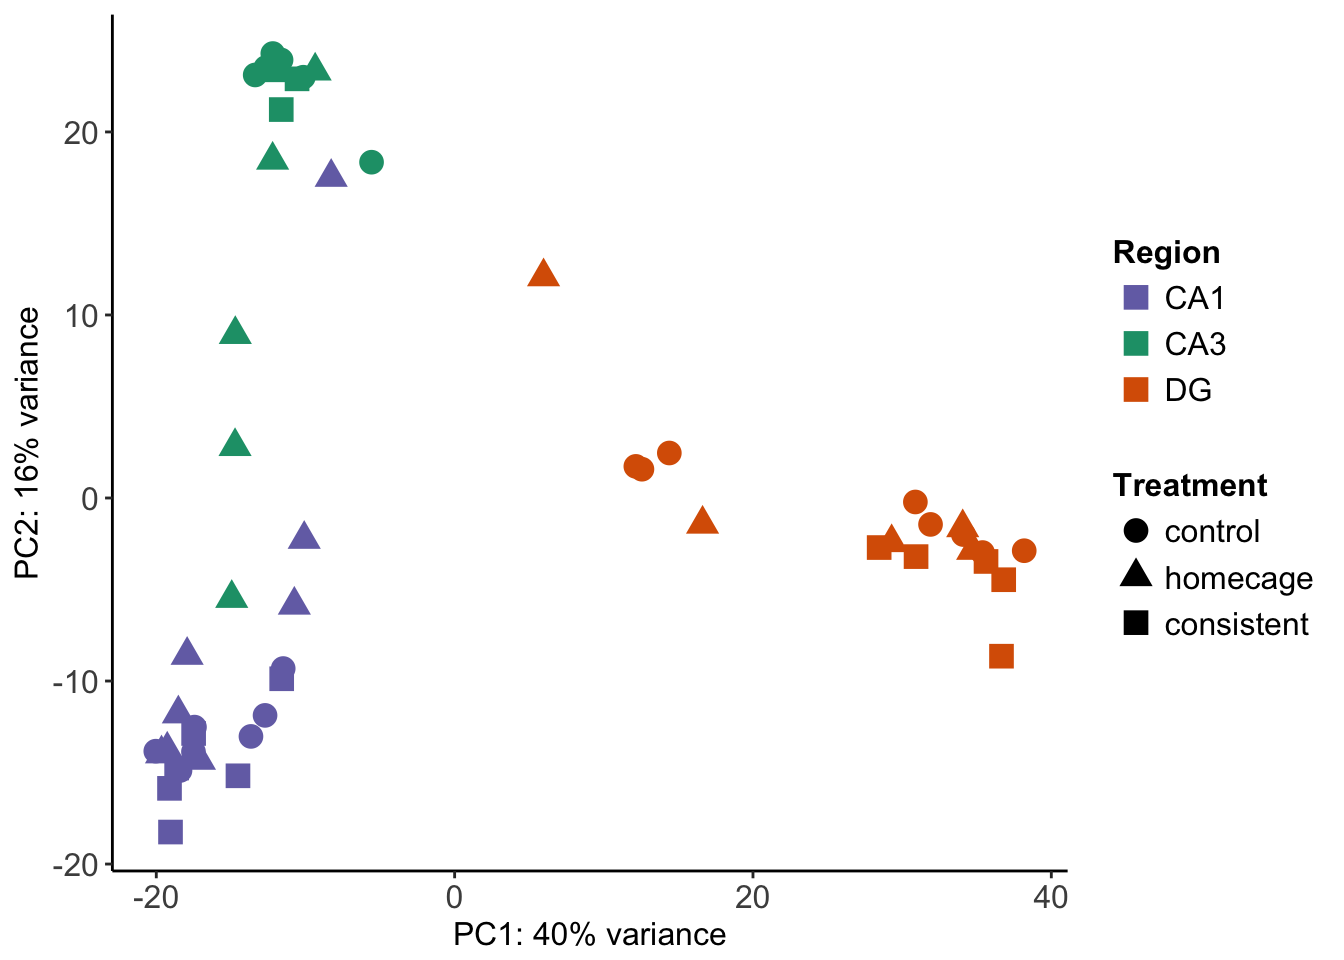 20
10
0
-10
-20
-20 0 20 40
PC2: 16% variance
PC1: 40% variance
Region
CA1
CA3
DG
Treatment
control
homecage
consistent